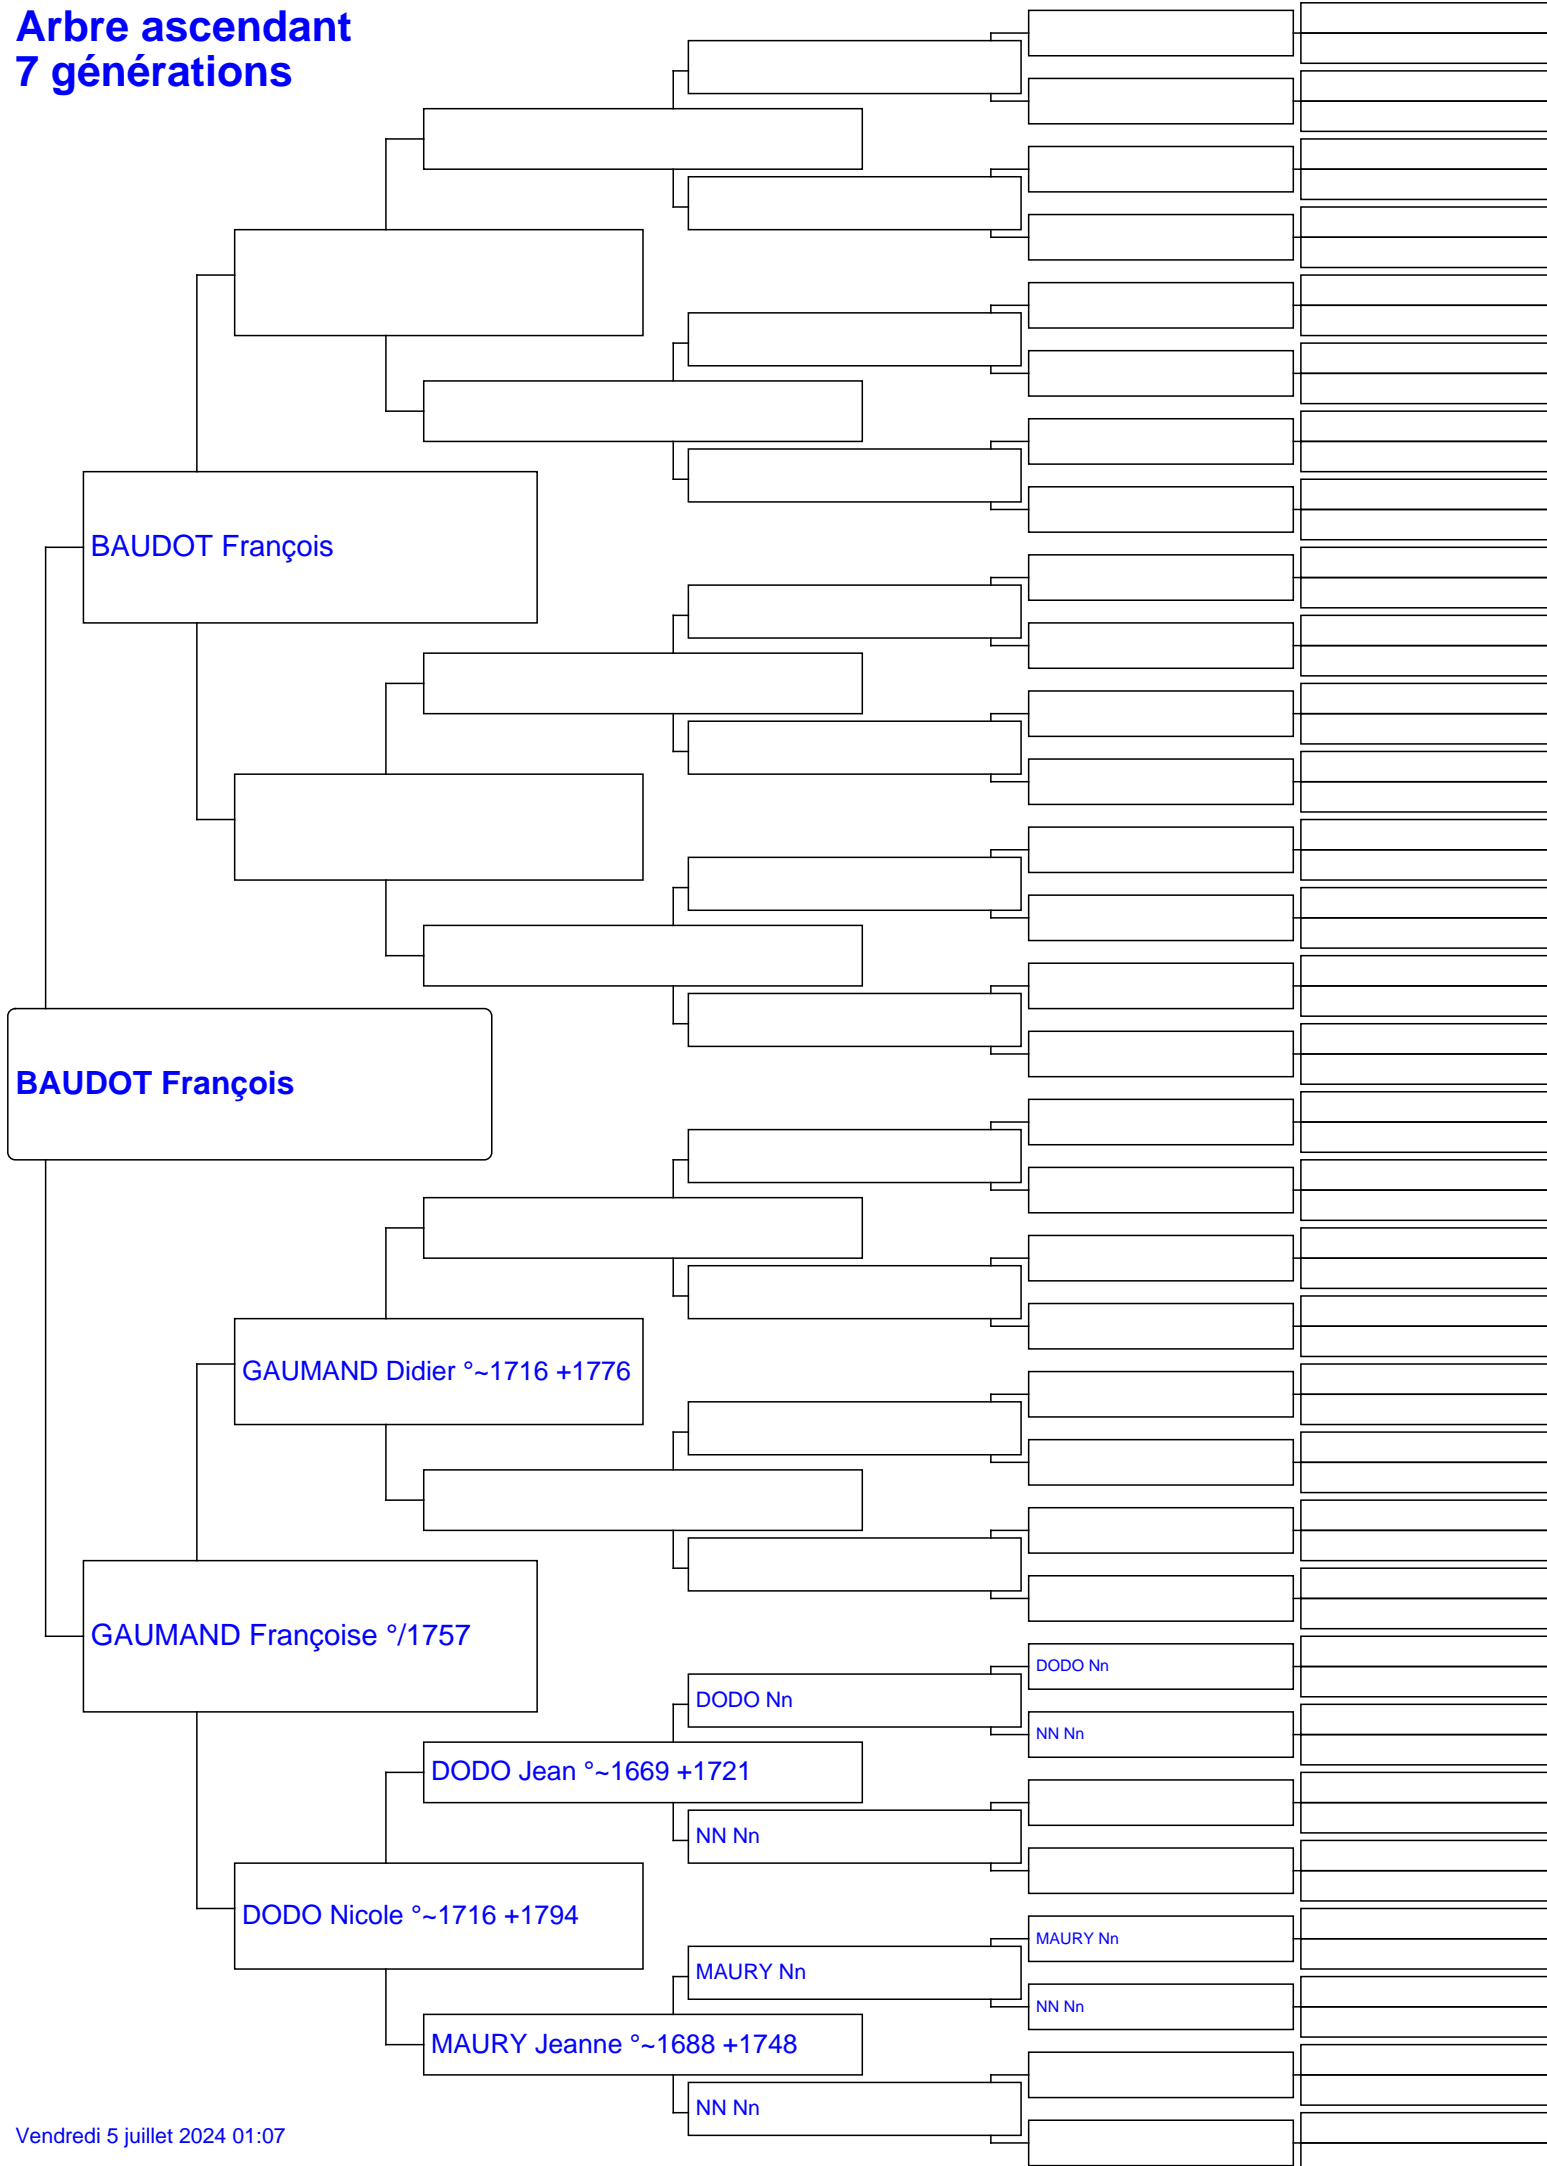 Arbre ascendant
7 générations
BAUDOT François
BAUDOT François
GAUMAND Didier °~1716 +1776
GAUMAND Françoise °/1757
DODO Nn
DODO Nn
NN Nn
DODO Jean °~1669 +1721
NN Nn
DODO Nicole °~1716 +1794
MAURY Nn
MAURY Nn
NN Nn
MAURY Jeanne °~1688 +1748
NN Nn
Vendredi 5 juillet 2024 01:07